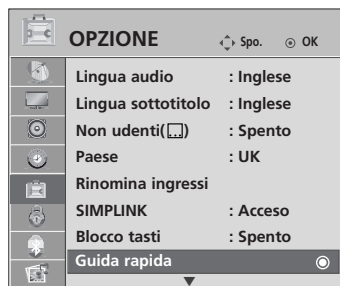 OPZIONE Spo. OK
Lingua audio : Inglese
Lingua sottotitolo : Inglese
Non udenti(...) : Spento
Paese : UK
Rinomina ingressi
SIMPLINK : Acceso
Blocco tasti : Spento
Guida rapida